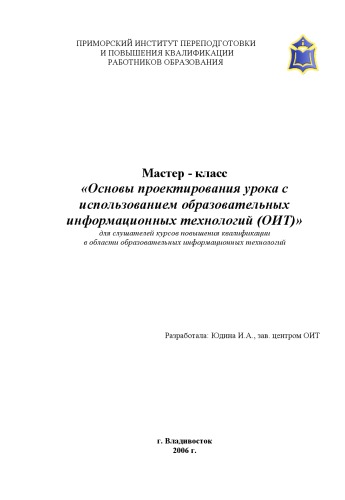 ПРИМОРСКИЙ ИНСТИТУТ ПЕРЕПОДГОТОВКИ
И ПОВЫШЕНИЯ КВАЛИФИКАЦИИ
РАБОТНИКОВ ОБРАЗОВАНИЯ
Мастер - класс
«Основы проектирования урока с
использованием образовательных
информационных технологий (ОИТ)»
для слушателей курсов повышения квалификации
в области образовательных информационных технологий
Разработала: Юдина И.А., зав. центром ОИТ
г. Владивосток
2006 г.